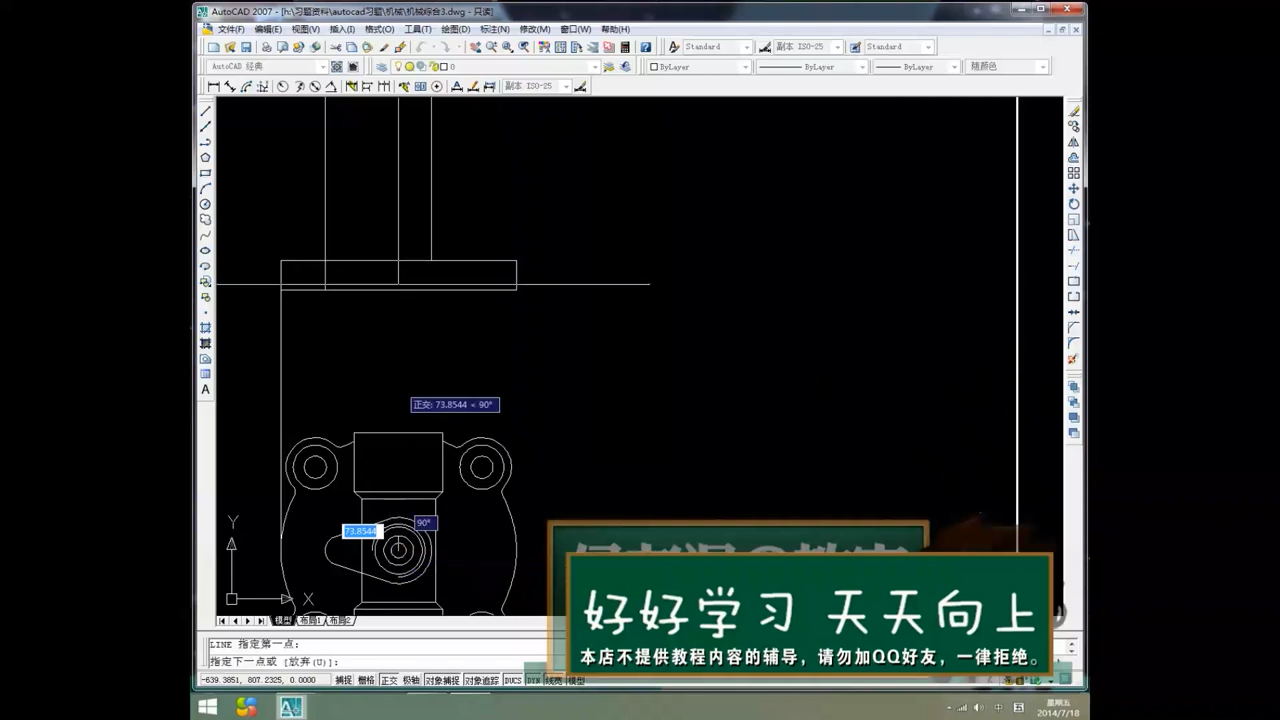 AutoCAD 2007 - [h:\习题资料\autocad习题\机械\机械综合3.dwg - 只读]
文件(F) 编辑(E) 视图(V) 插入(I) 格式(O) 工具(T) 绘图(D) 标注(N) 修改(M) 窗口(W) 帮助(H)
Standard 副本 ISO-25 Standard
AutoCAD 经典 0 ByLayer ByLayer ByLayer 随颜色
副本 ISO-25
A
正交: 73.8544 < 90°
90°
73.8544
Y
X
模型 布局1 布局2
好好学习 天天向上
本店不提供教程内容的辅导，请勿加QQ好友，一律拒绝。
LINE 指定第一点:
指定下一点或 [放弃(U)]:
-639.3851, 807.2325, 0.0000 捕捉 栅格 正交 极轴 对象捕捉 对象追踪 DUCS DYN 线宽 模型
中 五
星期五
2014/7/18